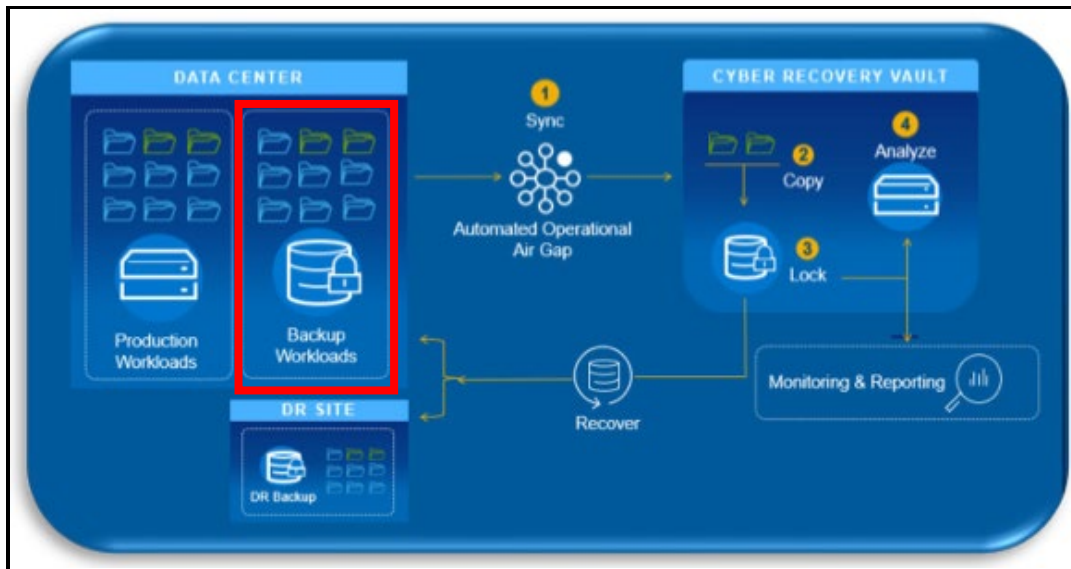 DATA CENTER
Production
Workloads
Backup
Workloads
DR SITE
DR Backup
1
Sync
Automated Operational
Air Gap
Recover
CYBER RECOVERY VAULT
2
Copy
3
Lock
4
Analyze
Monitoring & Reporting